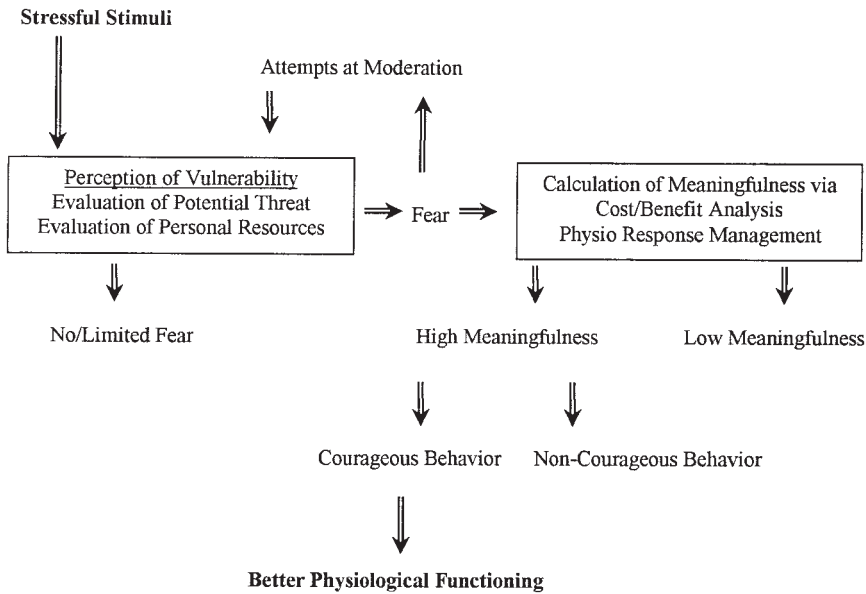 Stressful Stimuli
Attempts at Moderation
Perception of Vulnerability
Evaluation of Potential Threat
Evaluation of Personal Resources
Fear
Calculation of Meaningfulness via
Cost/Benefit Analysis
Physio Response Management
No/Limited Fear
High Meaningfulness
Low Meaningfulness
Courageous Behavior
Non-Courageous Behavior
Better Physiological Functioning